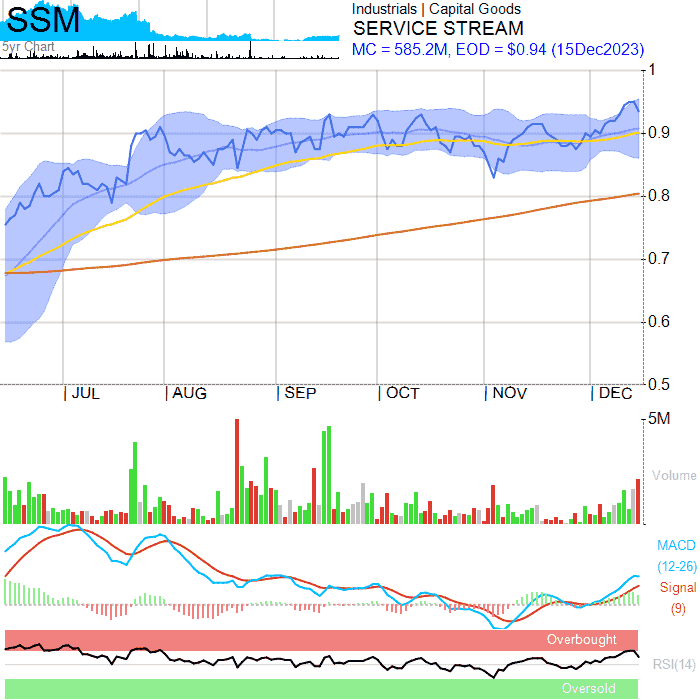 SSM
5yr Chart
Industrials | Capital Goods
SERVICE STREAM
MC = 585.2M, EOD = $0.94 (15Dec2023)
1
0.9
0.8
0.7
0.6
0.5
| JUL | AUG | SEP | OCT | NOV | DEC
5M
Volume
MACD
(12-26)
Signal
(9)
Overbought
RSI(14)
Oversold